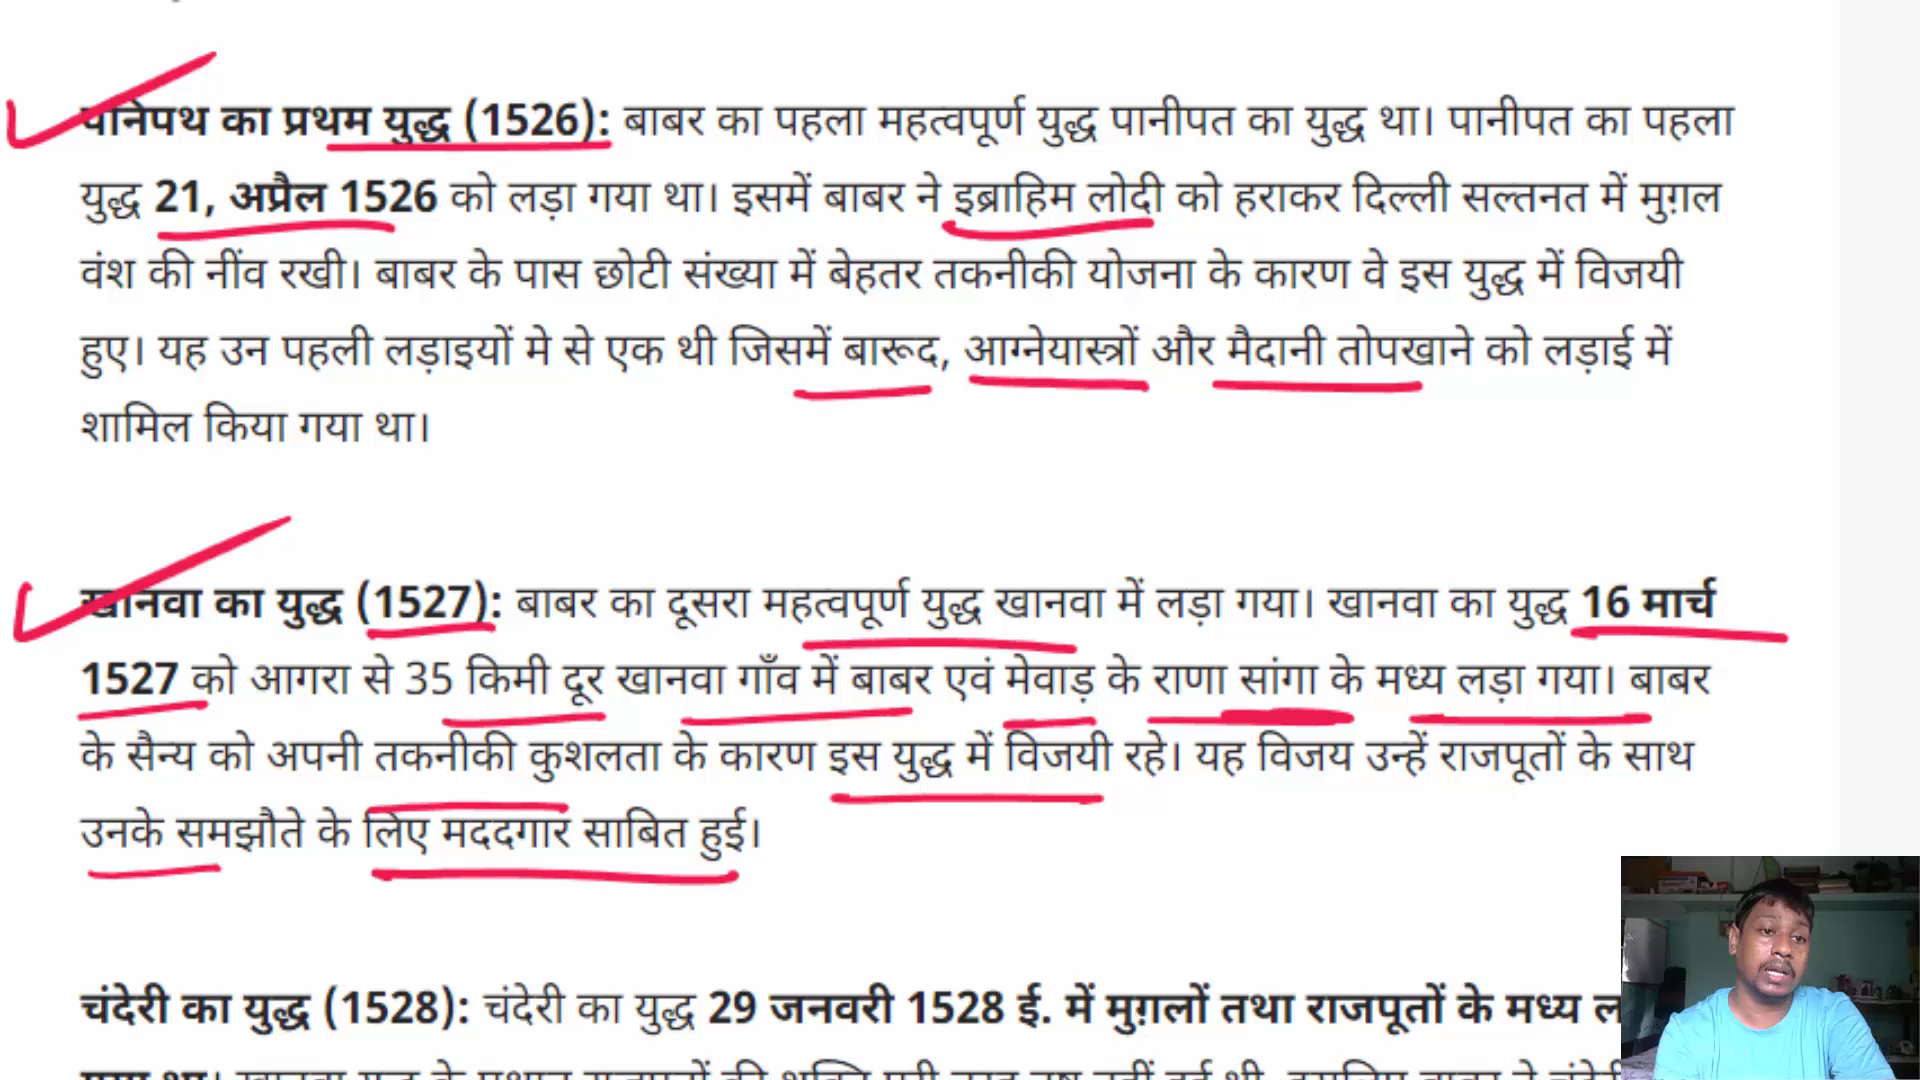 पानिपथ का प्रथम युद्ध (1526): बाबर का पहला महत्वपूर्ण युद्ध पानीपत का युद्ध था। पानीपत का पहला
युद्ध 21, अप्रैल 1526 को लड़ा गया था। इसमें बाबर ने इब्राहिम लोदी को हराकर दिल्ली सल्तनत में मुग़ल
वंश की नींव रखी। बाबर के पास छोटी संख्या में बेहतर तकनीकी योजना के कारण वे इस युद्ध में विजयी
हुए। यह उन पहली लड़ाइयों मे से एक थी जिसमें बारूद, आग्नेयास्त्रों और मैदानी तोपखाने को लड़ाई में
शामिल किया गया था।
खानवा का युद्ध (1527): बाबर का दूसरा महत्वपूर्ण युद्ध खानवा में लड़ा गया। खानवा का युद्ध 16 मार्च
1527 को आगरा से 35 किमी दूर खानवा गाँव में बाबर एवं मेवाड़ के राणा सांगा के मध्य लड़ा गया। बाबर
के सैन्य को अपनी तकनीकी कुशलता के कारण इस युद्ध में विजयी रहे। यह विजय उन्हें राजपूतों के साथ
उनके समझौते के लिए मददगार साबित हुई।
चंदेरी का युद्ध (1528): चंदेरी का युद्ध 29 जनवरी 1528 ई. में मुग़लों तथा राजपूतों के मध्य